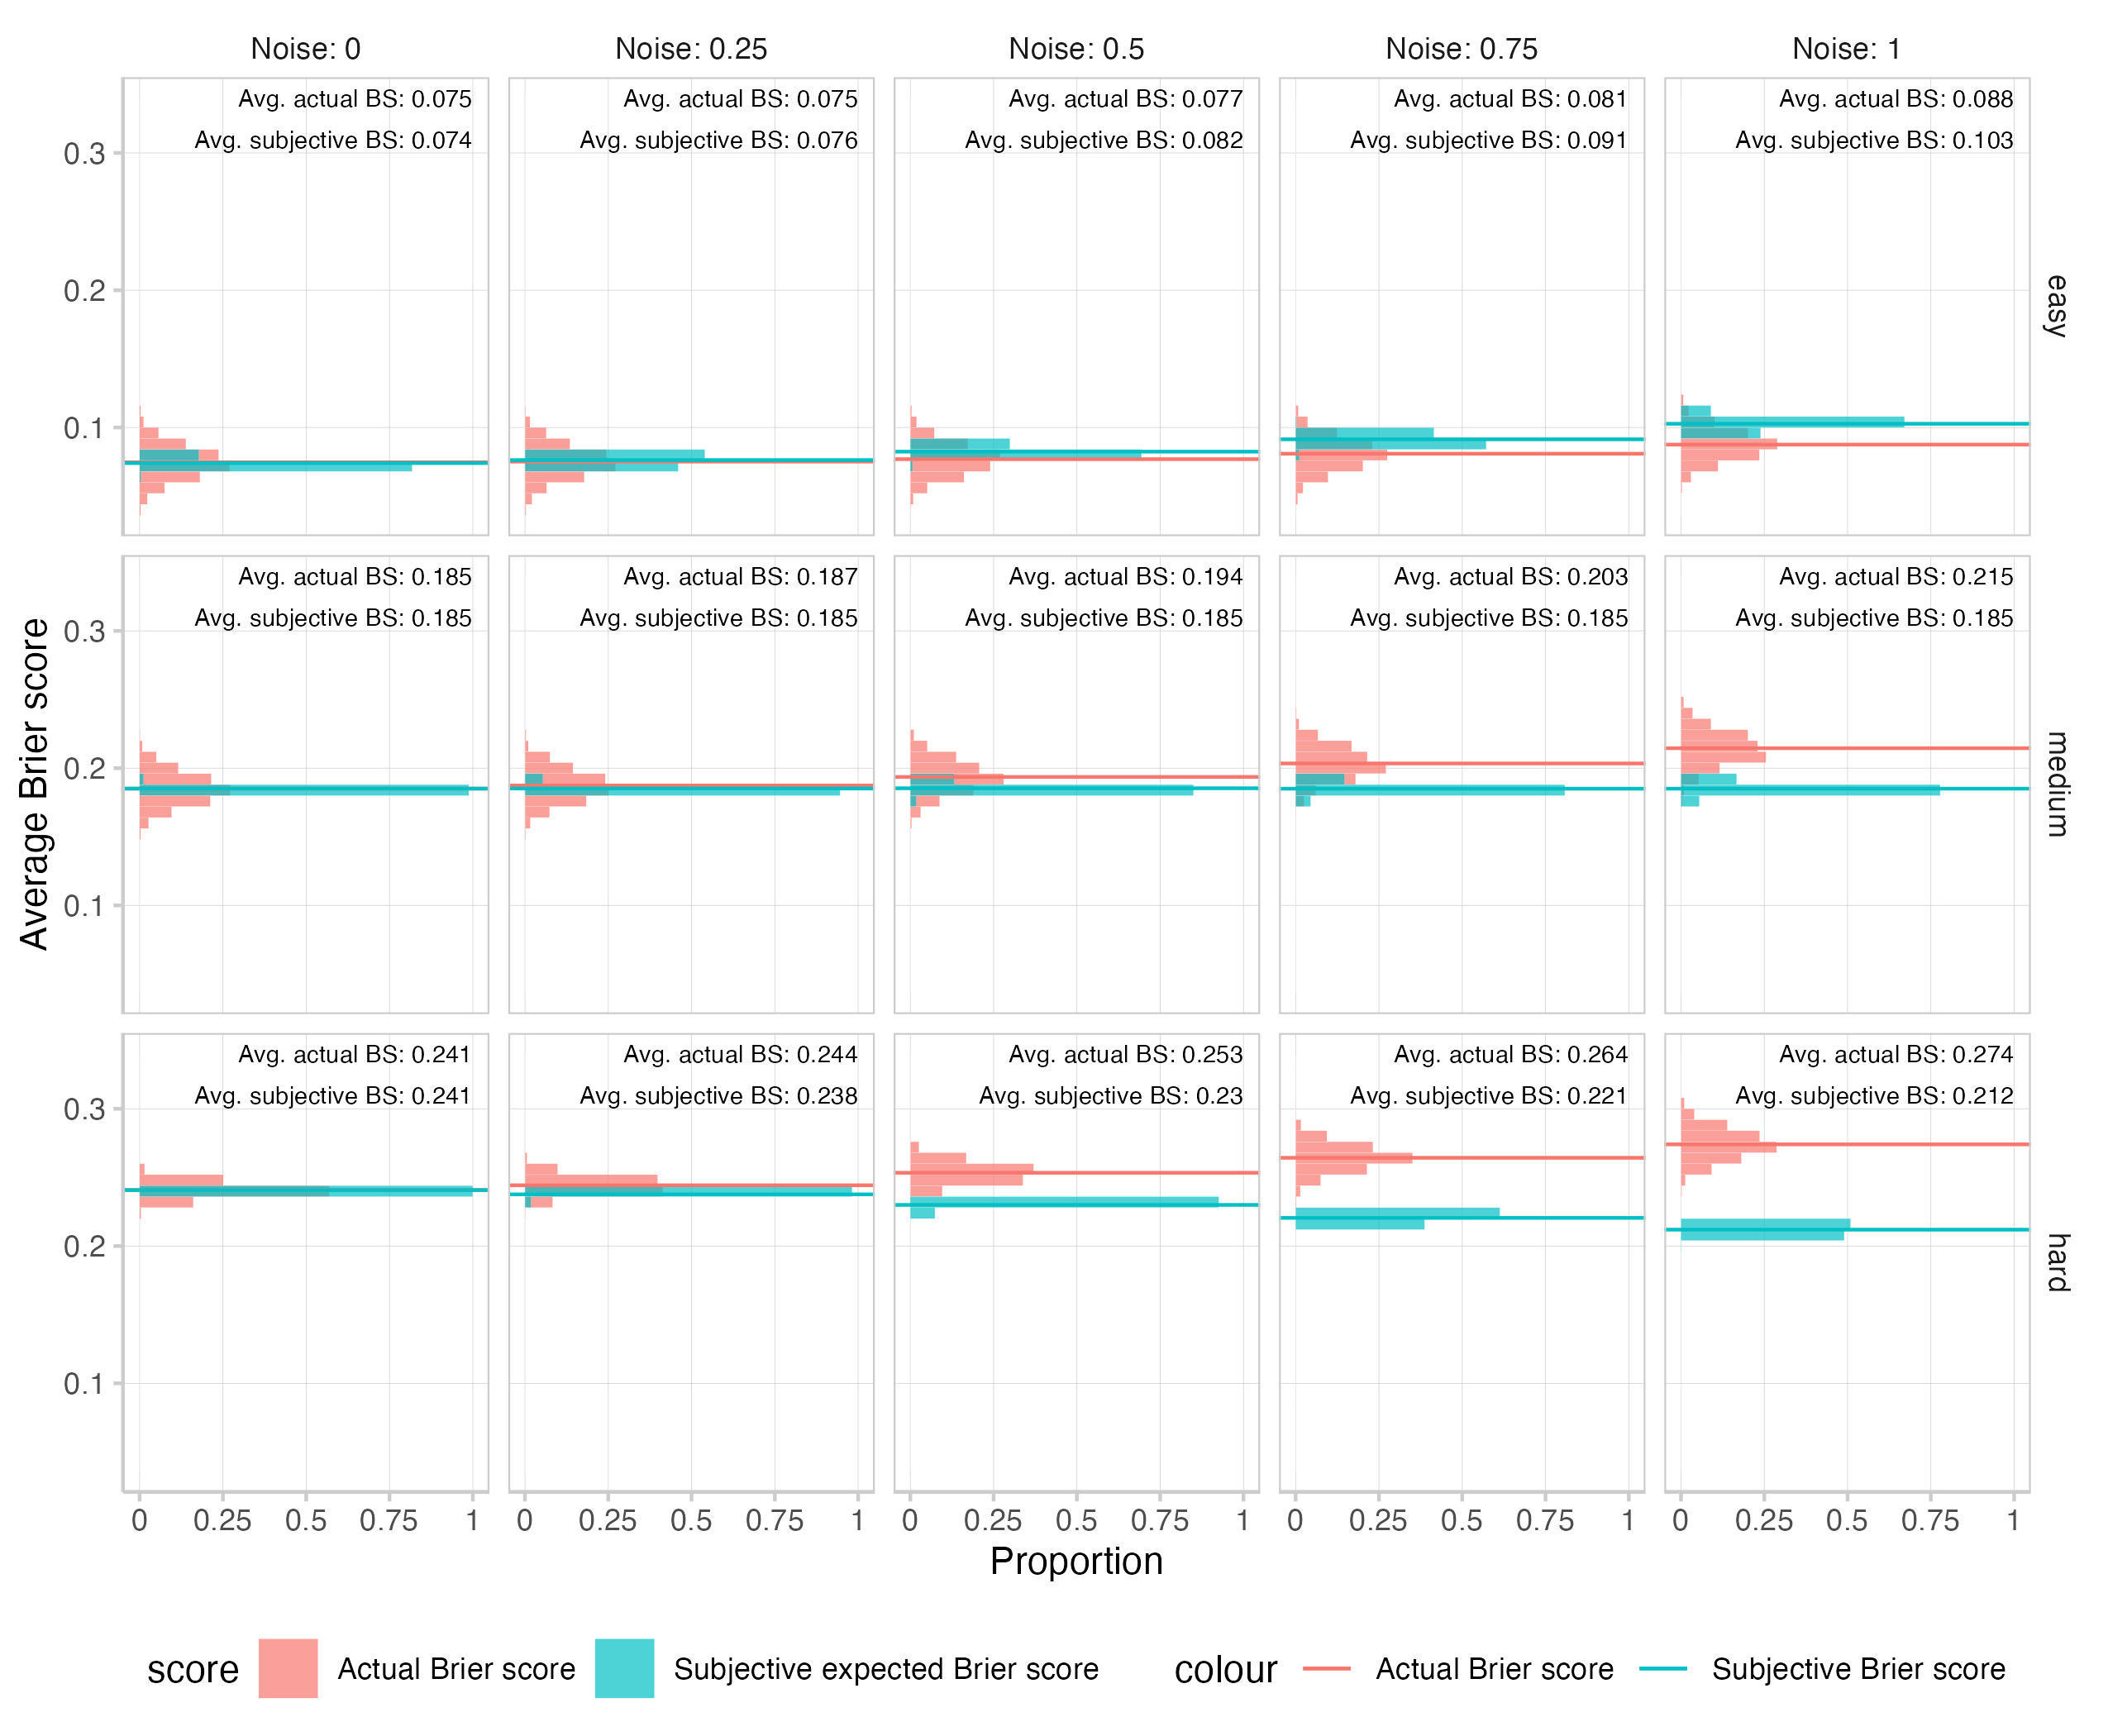 Noise: 0 Noise: 0.25 Noise: 0.5 Noise: 0.75 Noise: 1
Avg. actual BS: 0.075 Avg. actual BS: 0.075 Avg. actual BS: 0.077 Avg. actual BS: 0.081 Avg. actual BS: 0.088
Avg. subjective BS: 0.074 Avg. subjective BS: 0.076 Avg. subjective BS: 0.082 Avg. subjective BS: 0.091 Avg. subjective BS: 0.103
0.3
0.2
0.1
easy
Avg. actual BS: 0.185 Avg. actual BS: 0.187 Avg. actual BS: 0.194 Avg. actual BS: 0.203 Avg. actual BS: 0.215
Avg. subjective BS: 0.185 Avg. subjective BS: 0.185 Avg. subjective BS: 0.185 Avg. subjective BS: 0.185 Avg. subjective BS: 0.185
0.3
0.2
0.1
medium
Average Brier score
Avg. actual BS: 0.241 Avg. actual BS: 0.244 Avg. actual BS: 0.253 Avg. actual BS: 0.264 Avg. actual BS: 0.274
Avg. subjective BS: 0.241 Avg. subjective BS: 0.238 Avg. subjective BS: 0.23 Avg. subjective BS: 0.221 Avg. subjective BS: 0.212
0.3
0.2
0.1
hard
0 0.25 0.5 0.75 1 0 0.25 0.5 0.75 1 0 0.25 0.5 0.75 1 0 0.25 0.5 0.75 1 0 0.25 0.5 0.75 1
Proportion
score Actual Brier score Subjective expected Brier score colour Actual Brier score Subjective Brier score